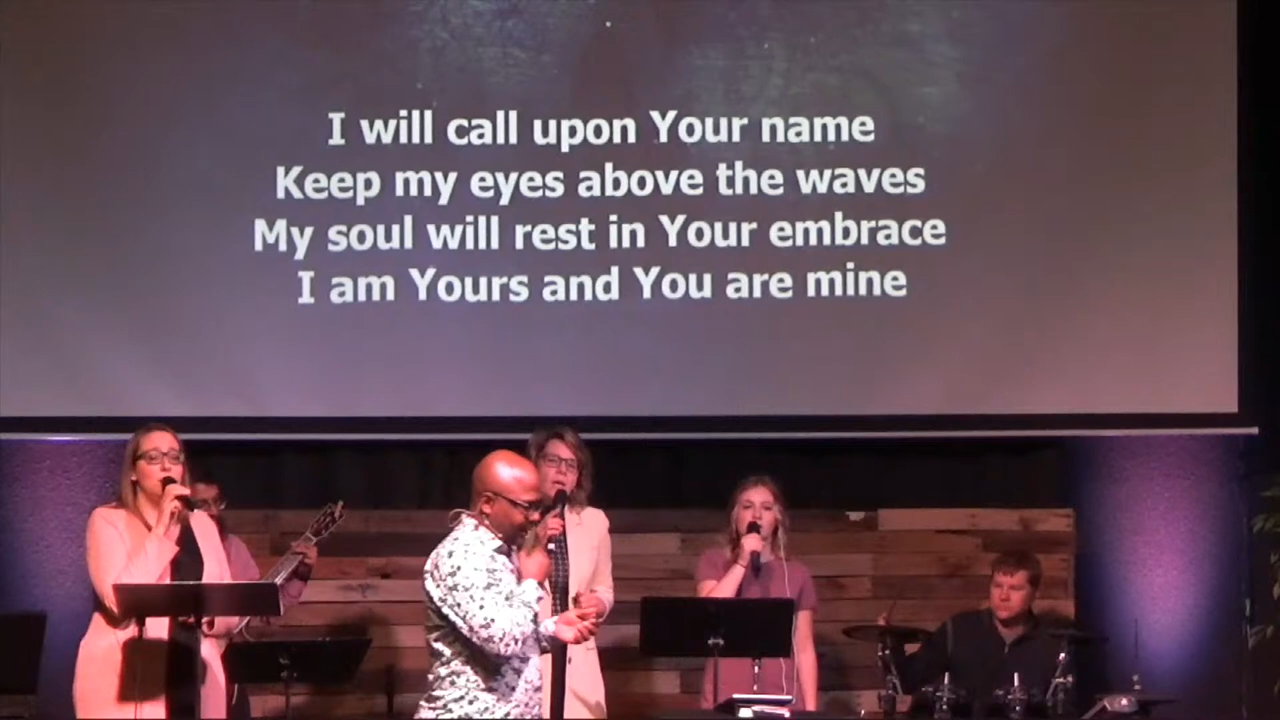 I will call upon Your name
Keep my eyes above the waves
My soul will rest in Your embrace
I am Yours and You are mine